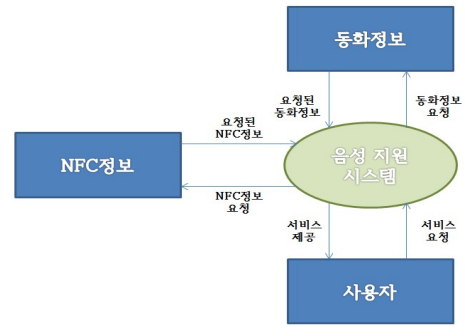 동화정보
요청된
동화정보
동화정보
요청
요청된
NFC정보
NFC정보
음성 지원
시스템
NFC정보
요청
서비스
제공
서비스
요청
사용자